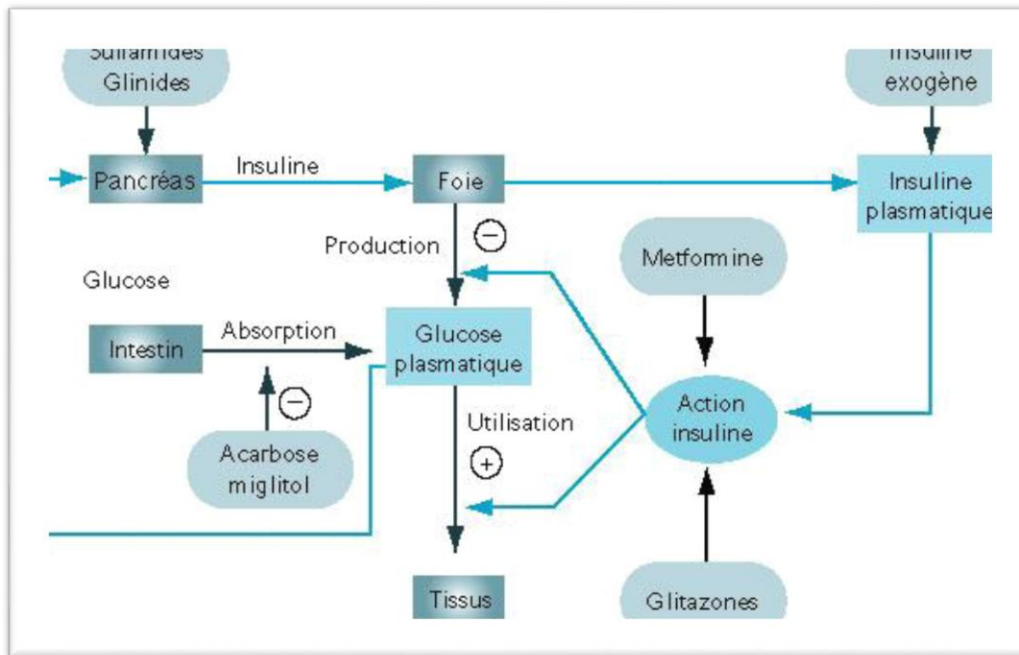 Sulfamides
Glinides
Insuline
exogène
Pancréas
Insuline
Foie
Insuline
plasmatique
Production
−
Metformine
Glucose
Intestin
Absorption
Glucose
plasmatique
−
Utilisation
+
Action
insuline
Acarbose
miglitol
Tissus
Glitazones